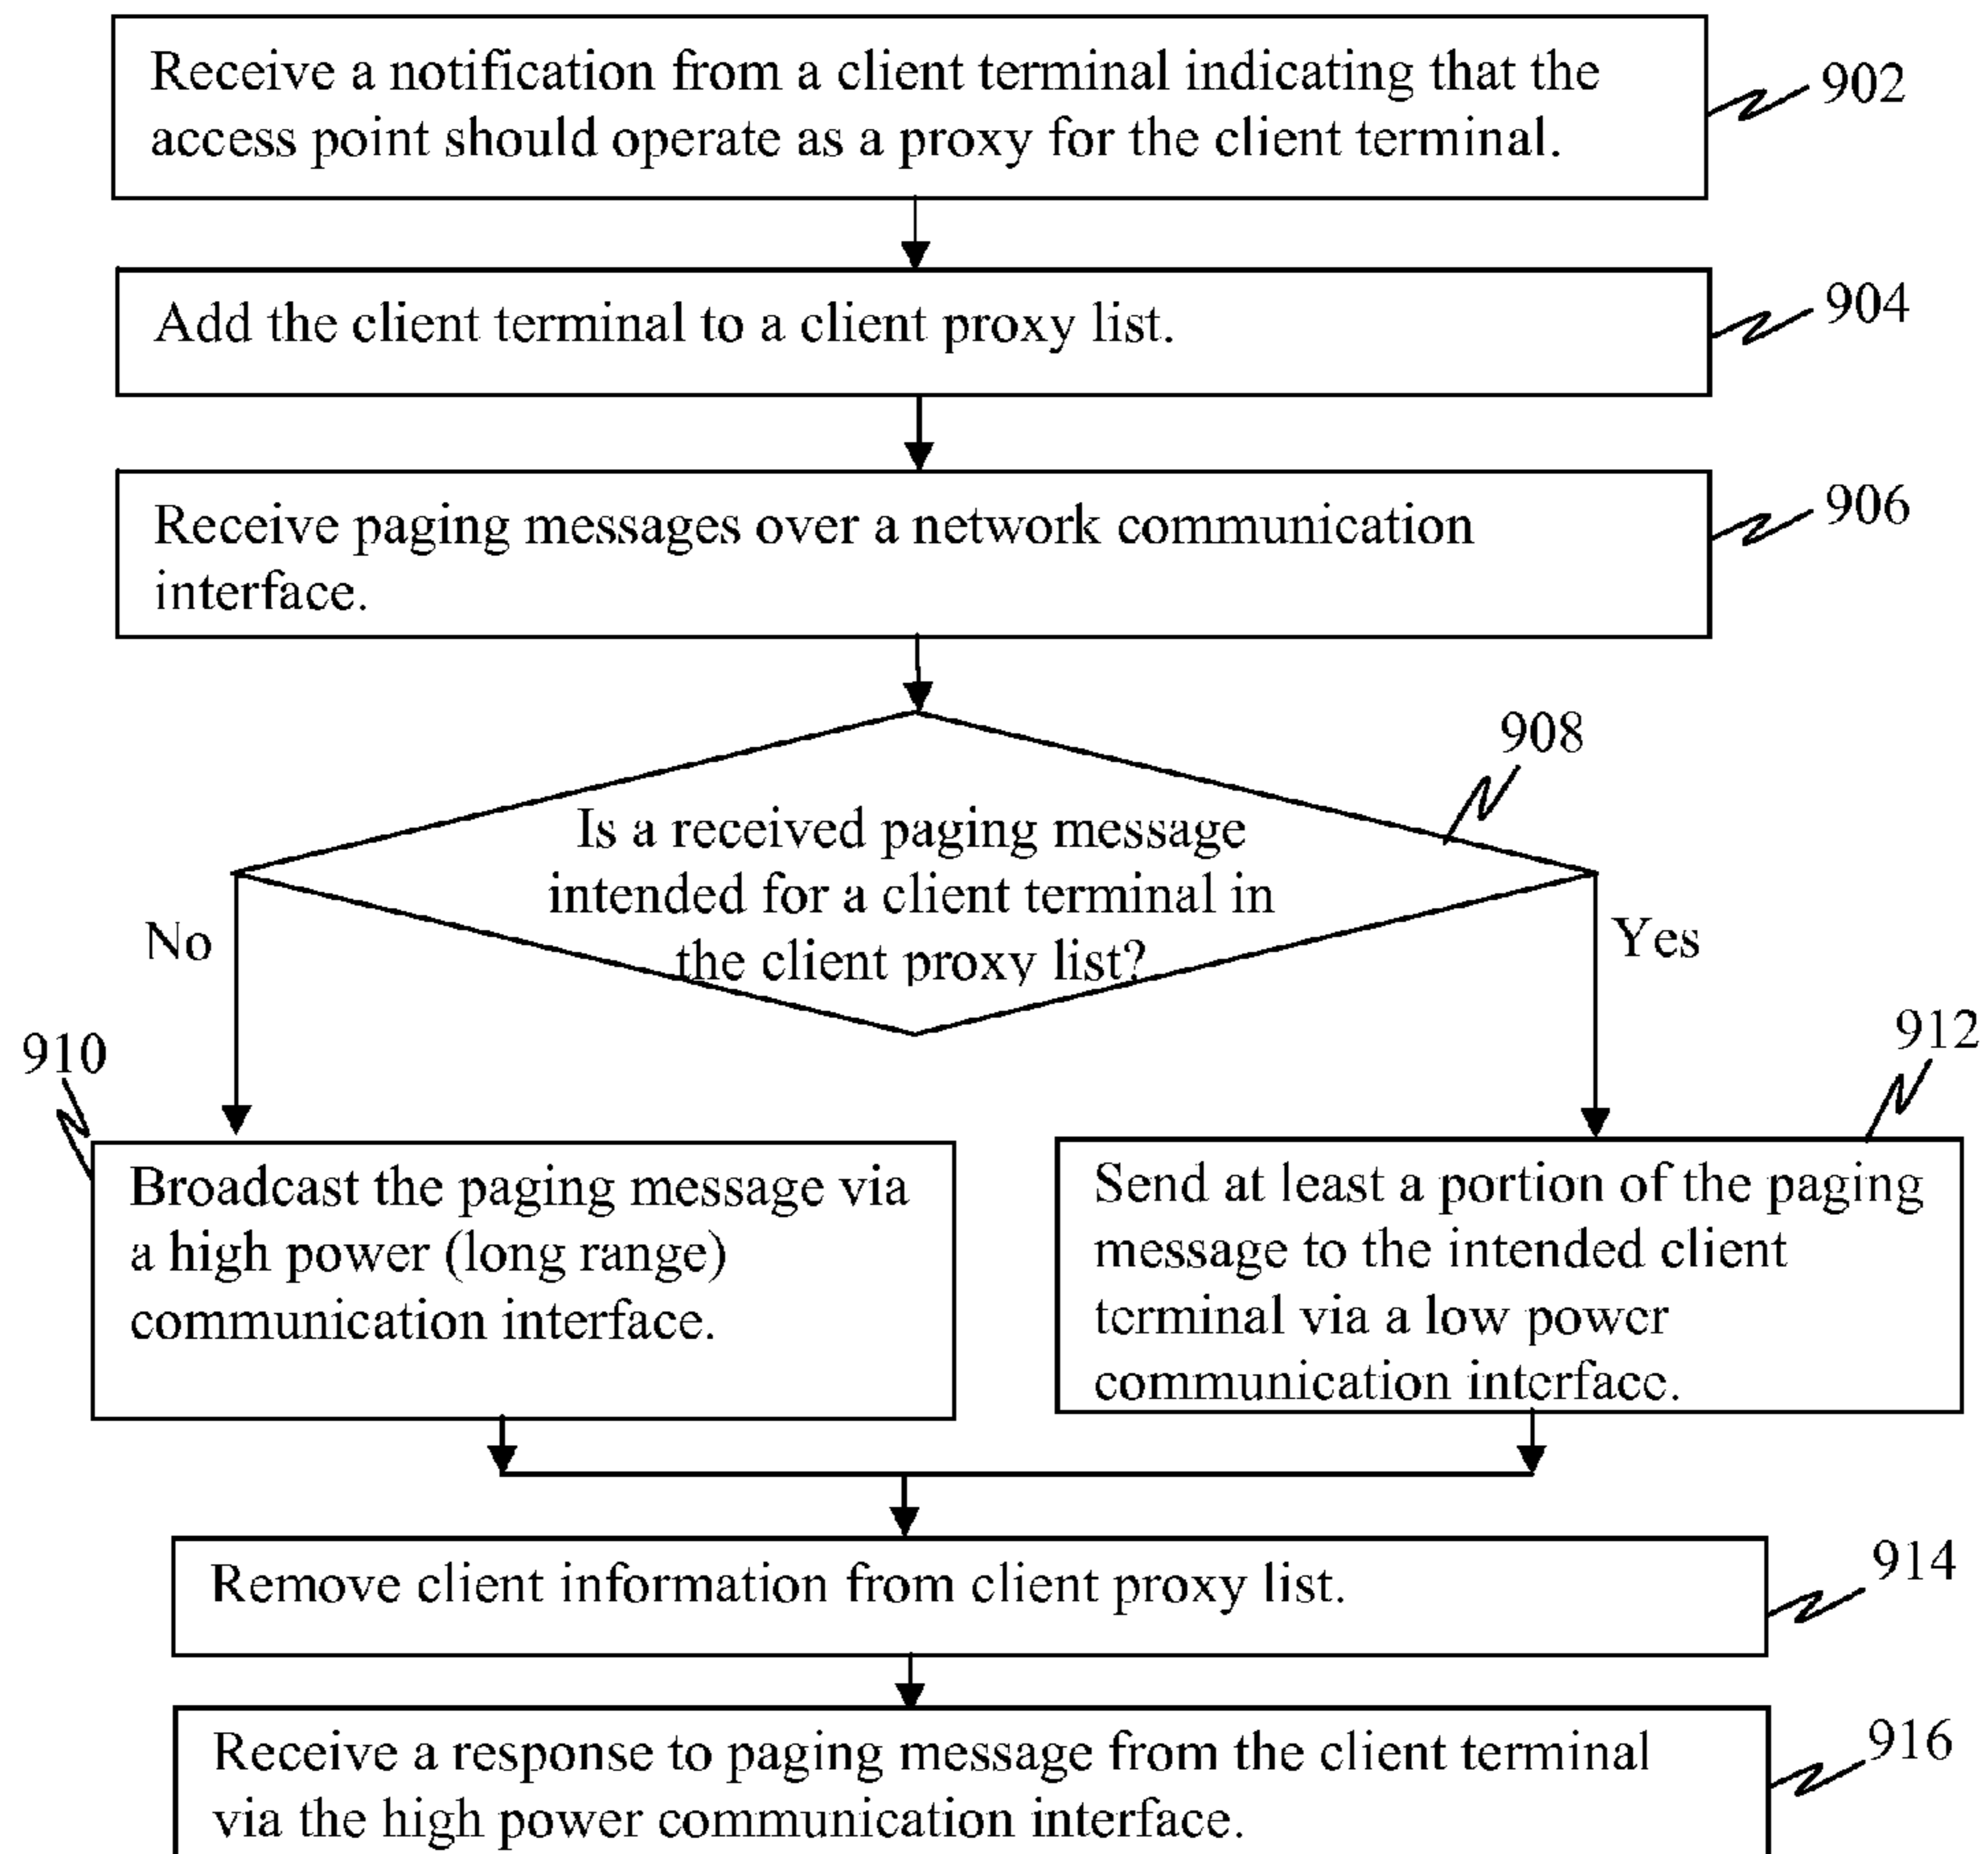 Receive a notification from a client terminal indicating that the
access point should operate as a proxy for the client terminal.
902
Add the client terminal to a client proxy list.
904
Receive paging messages over a network communication
interface.
906
908
Is a received paging message
intended for a client terminal in
the client proxy list?
No
Yes
910
912
Broadcast the paging message via
a high power (long range)
communication interface.
Send at least a portion of the paging
message to the intended client
terminal via a low power
communication interface.
Remove client information from client proxy list.
914
Receive a response to paging message from the client terminal
via the high power communication interface.
916